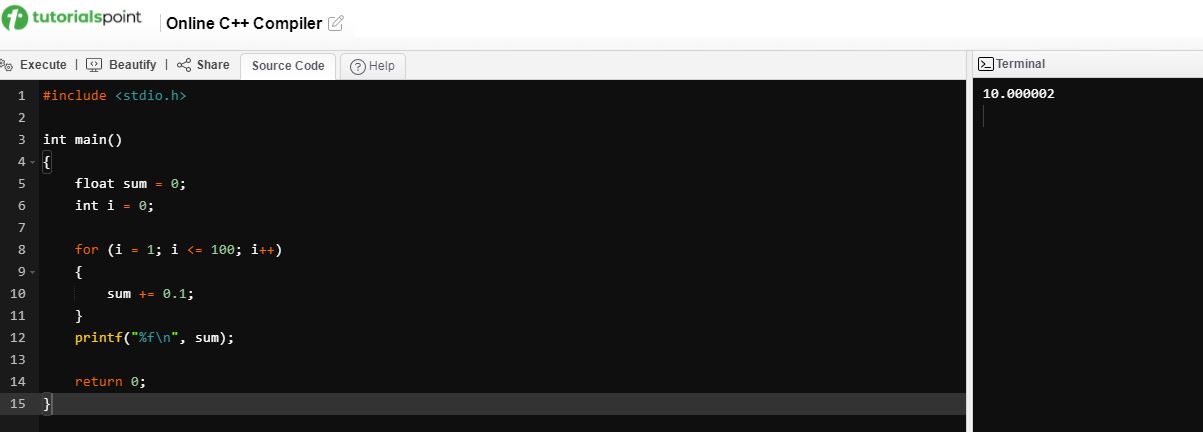 tutorialspoint Online C++ Compiler
Execute | Beautify | Share Source Code Help
Terminal
1 #include <stdio.h>
2
3 int main()
4 {
5     float sum = 0;
6     int i = 0;
7
8     for (i = 1; i <= 100; i++)
9     {
10         sum += 0.1;
11     }
12     printf("%f\n", sum);
13
14     return 0;
15 }
10.000002